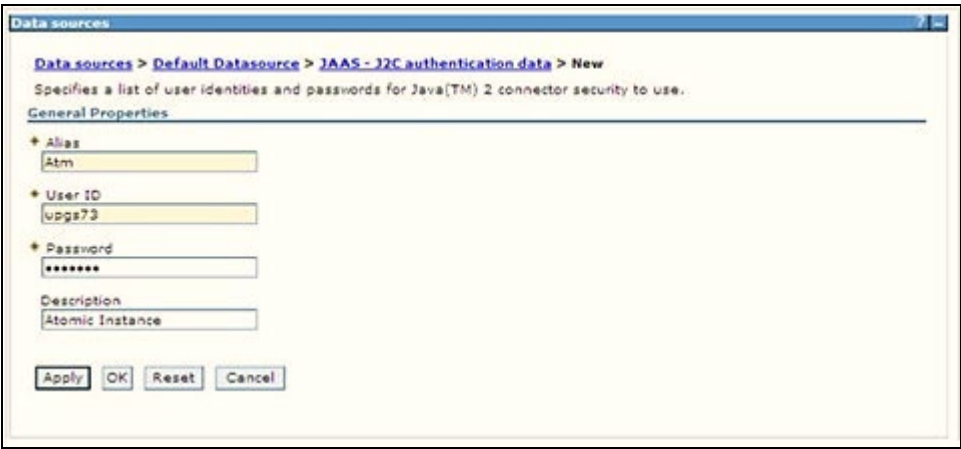 Data sources ? –
Data sources > Default Datasource > JAAS - J2C authentication data > New
Specifies a list of user identities and passwords for Java(TM) 2 connector security to use.
General Properties
Alias
Atm
User ID
upgs73
Password
•••••••
Description
Atomic Instance
Apply OK Reset Cancel